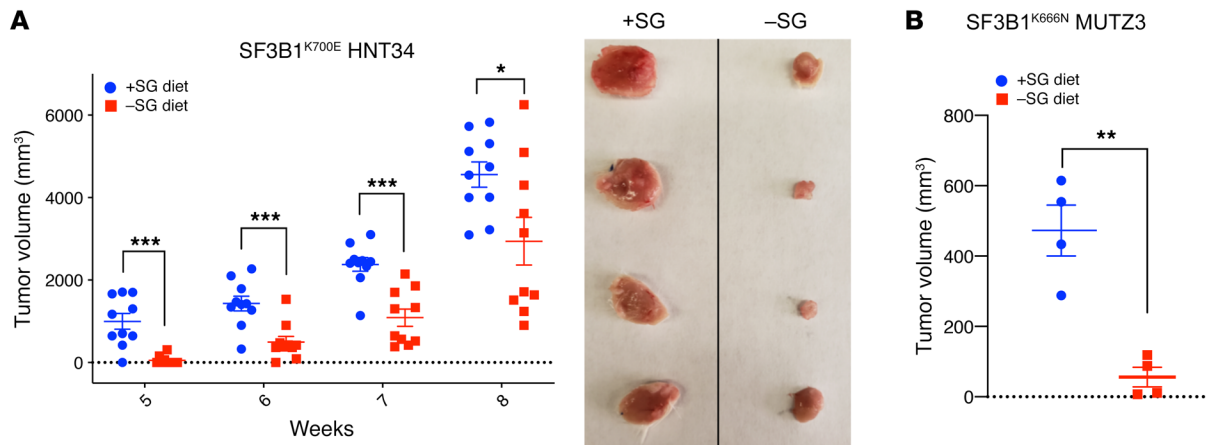 A
SF3B1K700E HNT34
+SG diet
–SG diet
Tumor volume (mm3)
6000
4000
2000
0
***
***
***
*
5
6
7
8
Weeks
+SG
–SG
B
SF3B1K666N MUTZ3
+SG diet
–SG diet
Tumor volume (mm3)
800
600
400
200
0
**